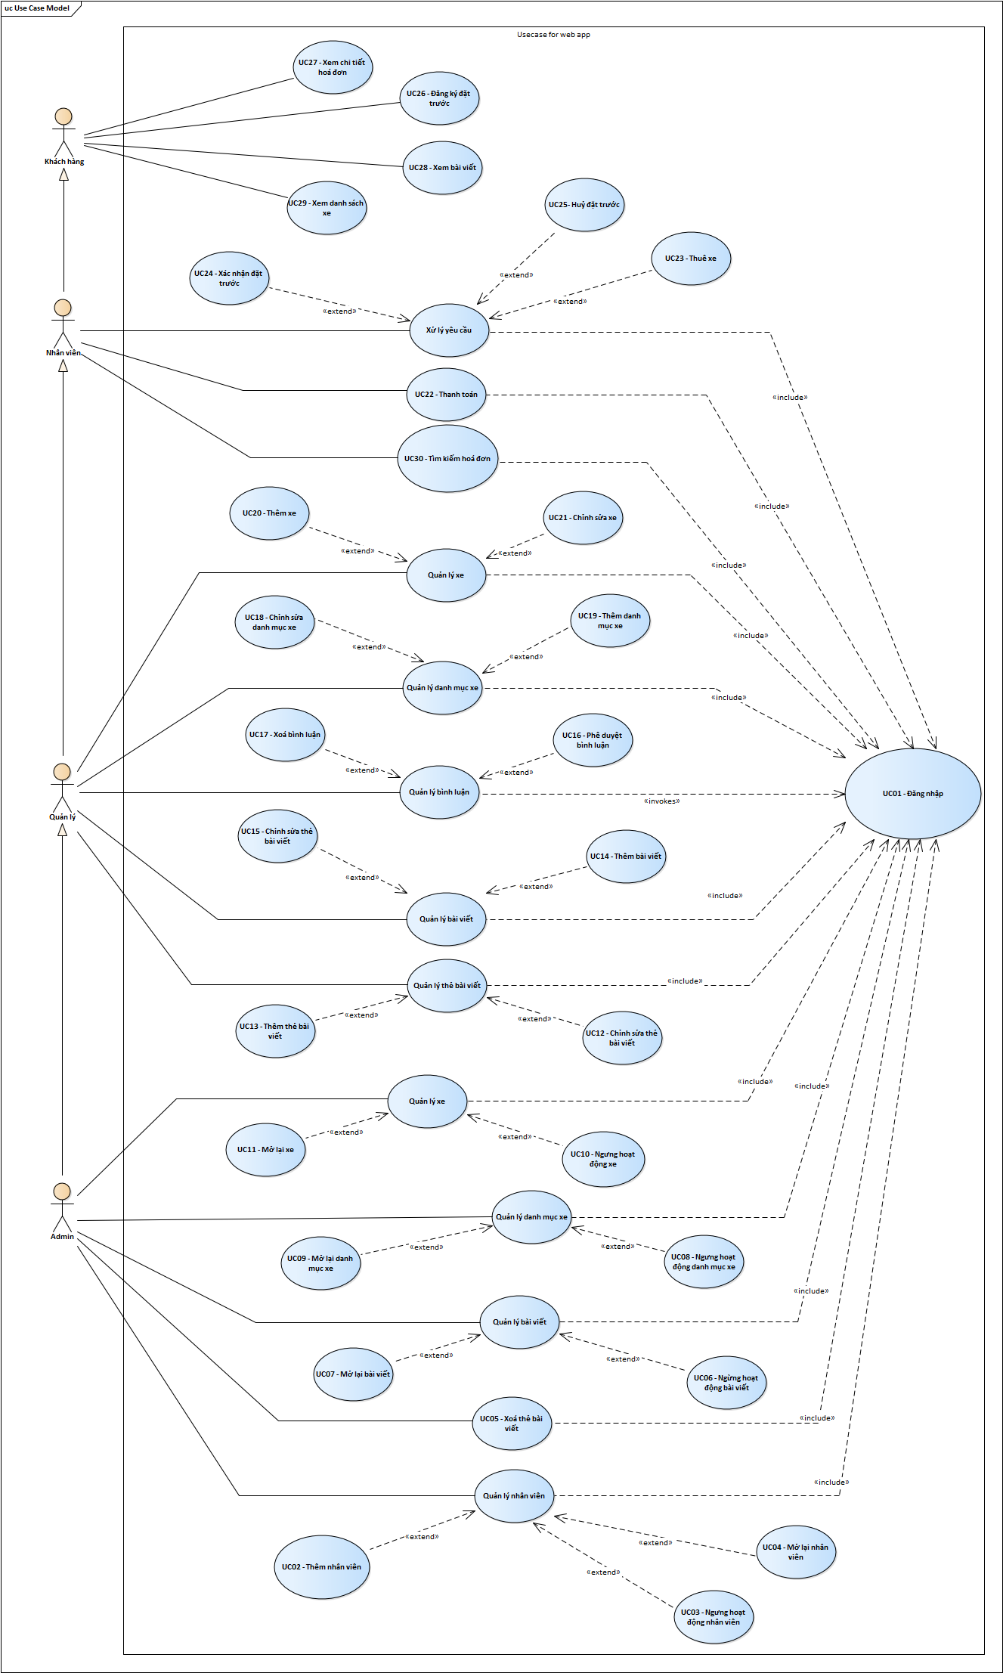 uc Use Case Model
Usecase for web app
UC27 - Xem chi tiết
hoá đơn
UC26 - Đăng ký đặt
trước
Khách hàng
UC28 - Xem bài viết
UC29 - Xem danh sách
xe
UC25- Huỷ đặt trước
UC23 - Thuê xe
UC24 - Xác nhận đặt
trước
«extend»
«extend»
«extend»
Xử lý yêu cầu
Nhân viên
UC22 - Thanh toán
«include»
UC30 - Tìm kiếm hoá đơn
UC20 - Thêm xe
UC21 - Chỉnh sửa xe
«include»
«extend»
«extend»
«include»
Quản lý xe
UC18 - Chỉnh sửa
danh mục xe
UC19 - Thêm danh
mục xe
«include»
«extend»
«extend»
Quản lý danh mục xe
«include»
UC17 - Xoá bình luận
UC16 - Phê duyệt
bình luận
«extend»
«extend»
Quản lý bình luận
«invokes»
UC01 - Đăng nhập
Quản lý
UC15 - Chỉnh sửa thẻ
bài viết
UC14 - Thêm bài viết
«extend»
«extend»
«include»
Quản lý bài viết
Quản lý thẻ bài viết
«include»
«extend»
«extend»
UC13 - Thêm thẻ bài
viết
UC12 - Chỉnh sửa thẻ
bài viết
«include»
«include»
Quản lý xe
«extend»
«extend»
UC11 - Mở lại xe
UC10 - Ngưng hoạt
động xe
Quản lý danh mục xe
Admin
«extend»
«extend»
UC09 - Mở lại danh
mục xe
UC08 - Ngưng hoạt
động danh mục xe
«include»
Quản lý bài viết
«extend»
«extend»
UC07 - Mở lại bài viết
UC06 - Ngừng hoạt
động bài viết
UC05 - Xoá thẻ bài
viết
«include»
«include»
Quản lý nhân viên
«extend»
«extend»
UC02 - Thêm nhân viên
UC04 - Mở lại nhân
viên
«extend»
UC03 - Ngưng hoạt
động nhân viên